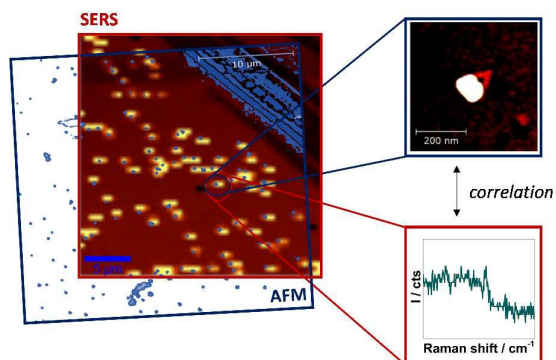 SERS
10 µm
200 nm
correlation
5 µm
AFM
I / cts
Raman shift / cm⁻¹